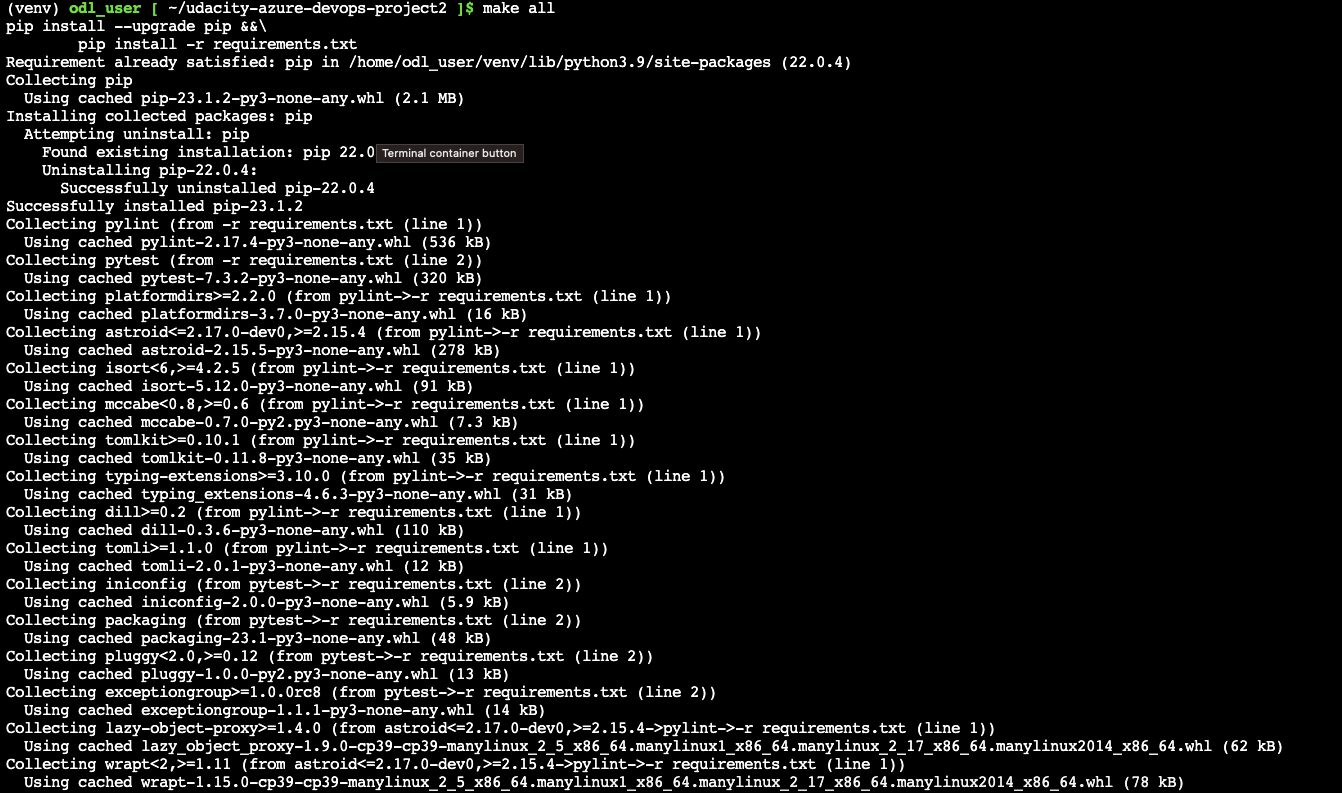 (venv) odl_user [ ~/udacity-azure-devops-project2 ]$ make all
pip install --upgrade pip &&\
        pip install -r requirements.txt
Requirement already satisfied: pip in /home/odl_user/venv/lib/python3.9/site-packages (22.0.4)
Collecting pip
  Using cached pip-23.1.2-py3-none-any.whl (2.1 MB)
Installing collected packages: pip
  Attempting uninstall: pip
    Found existing installation: pip 22.0
Terminal container button
    Uninstalling pip-22.0.4:
      Successfully uninstalled pip-22.0.4
Successfully installed pip-23.1.2
Collecting pylint (from -r requirements.txt (line 1))
  Using cached pylint-2.17.4-py3-none-any.whl (536 kB)
Collecting pytest (from -r requirements.txt (line 2))
  Using cached pytest-7.3.2-py3-none-any.whl (320 kB)
Collecting platformdirs>=2.2.0 (from pylint->-r requirements.txt (line 1))
  Using cached platformdirs-3.7.0-py3-none-any.whl (16 kB)
Collecting astroid<=2.17.0-dev0,>=2.15.4 (from pylint->-r requirements.txt (line 1))
  Using cached astroid-2.15.5-py3-none-any.whl (278 kB)
Collecting isort<6,>=4.2.5 (from pylint->-r requirements.txt (line 1))
  Using cached isort-5.12.0-py3-none-any.whl (91 kB)
Collecting mccabe<0.8,>=0.6 (from pylint->-r requirements.txt (line 1))
  Using cached mccabe-0.7.0-py2.py3-none-any.whl (7.3 kB)
Collecting tomlkit>=0.10.1 (from pylint->-r requirements.txt (line 1))
  Using cached tomlkit-0.11.8-py3-none-any.whl (35 kB)
Collecting typing-extensions>=3.10.0 (from pylint->-r requirements.txt (line 1))
  Using cached typing_extensions-4.6.3-py3-none-any.whl (31 kB)
Collecting dill>=0.2 (from pylint->-r requirements.txt (line 1))
  Using cached dill-0.3.6-py3-none-any.whl (110 kB)
Collecting tomli>=1.1.0 (from pylint->-r requirements.txt (line 1))
  Using cached tomli-2.0.1-py3-none-any.whl (12 kB)
Collecting iniconfig (from pytest->-r requirements.txt (line 2))
  Using cached iniconfig-2.0.0-py3-none-any.whl (5.9 kB)
Collecting packaging (from pytest->-r requirements.txt (line 2))
  Using cached packaging-23.1-py3-none-any.whl (48 kB)
Collecting pluggy<2.0,>=0.12 (from pytest->-r requirements.txt (line 2))
  Using cached pluggy-1.0.0-py2.py3-none-any.whl (13 kB)
Collecting exceptiongroup>=1.0.0rc8 (from pytest->-r requirements.txt (line 2))
  Using cached exceptiongroup-1.1.1-py3-none-any.whl (14 kB)
Collecting lazy-object-proxy>=1.4.0 (from astroid<=2.17.0-dev0,>=2.15.4->pylint->-r requirements.txt (line 1))
  Using cached lazy_object_proxy-1.9.0-cp39-cp39-manylinux_2_5_x86_64.manylinux1_x86_64.manylinux_2_17_x86_64.manylinux2014_x86_64.whl (62 kB)
Collecting wrapt<2,>=1.11 (from astroid<=2.17.0-dev0,>=2.15.4->pylint->-r requirements.txt (line 1))
  Using cached wrapt-1.15.0-cp39-cp39-manylinux_2_5_x86_64.manylinux1_x86_64.manylinux_2_17_x86_64.manylinux2014_x86_64.whl (78 kB)